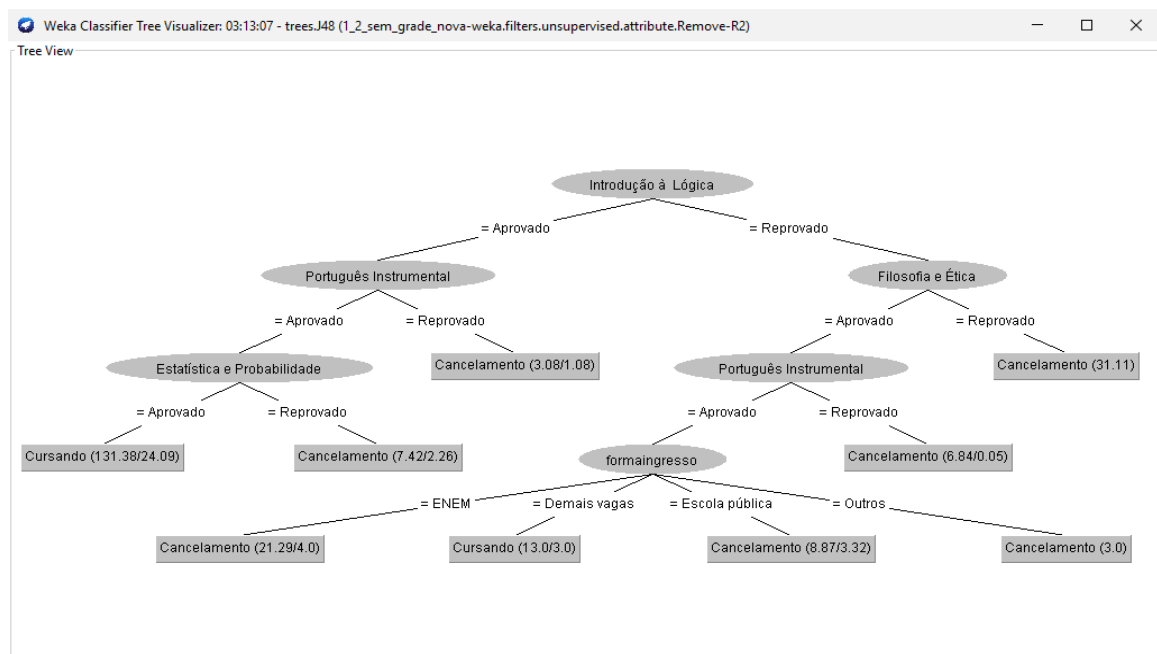 Weka Classifier Tree Visualizer: 03:13:07 - trees.J48 (1_2_sem_grade_nova-weka.filters.unsupervised.attribute.Remove-R2)
Tree View
Introdução à Lógica
= Aprovado
= Reprovado
Português Instrumental
Filosofia e Ética
= Aprovado
= Reprovado
= Aprovado
= Reprovado
Estatística e Probabilidade
Cancelamento (3.08/1.08)
Português Instrumental
Cancelamento (31.11)
= Aprovado
= Reprovado
= Aprovado
= Reprovado
Cursando (131.38/24.09)
Cancelamento (7.42/2.26)
formaingresso
Cancelamento (6.84/0.05)
= ENEM
= Demais vagas
= Escola pública
= Outros
Cancelamento (21.29/4.0)
Cursando (13.0/3.0)
Cancelamento (8.87/3.32)
Cancelamento (3.0)